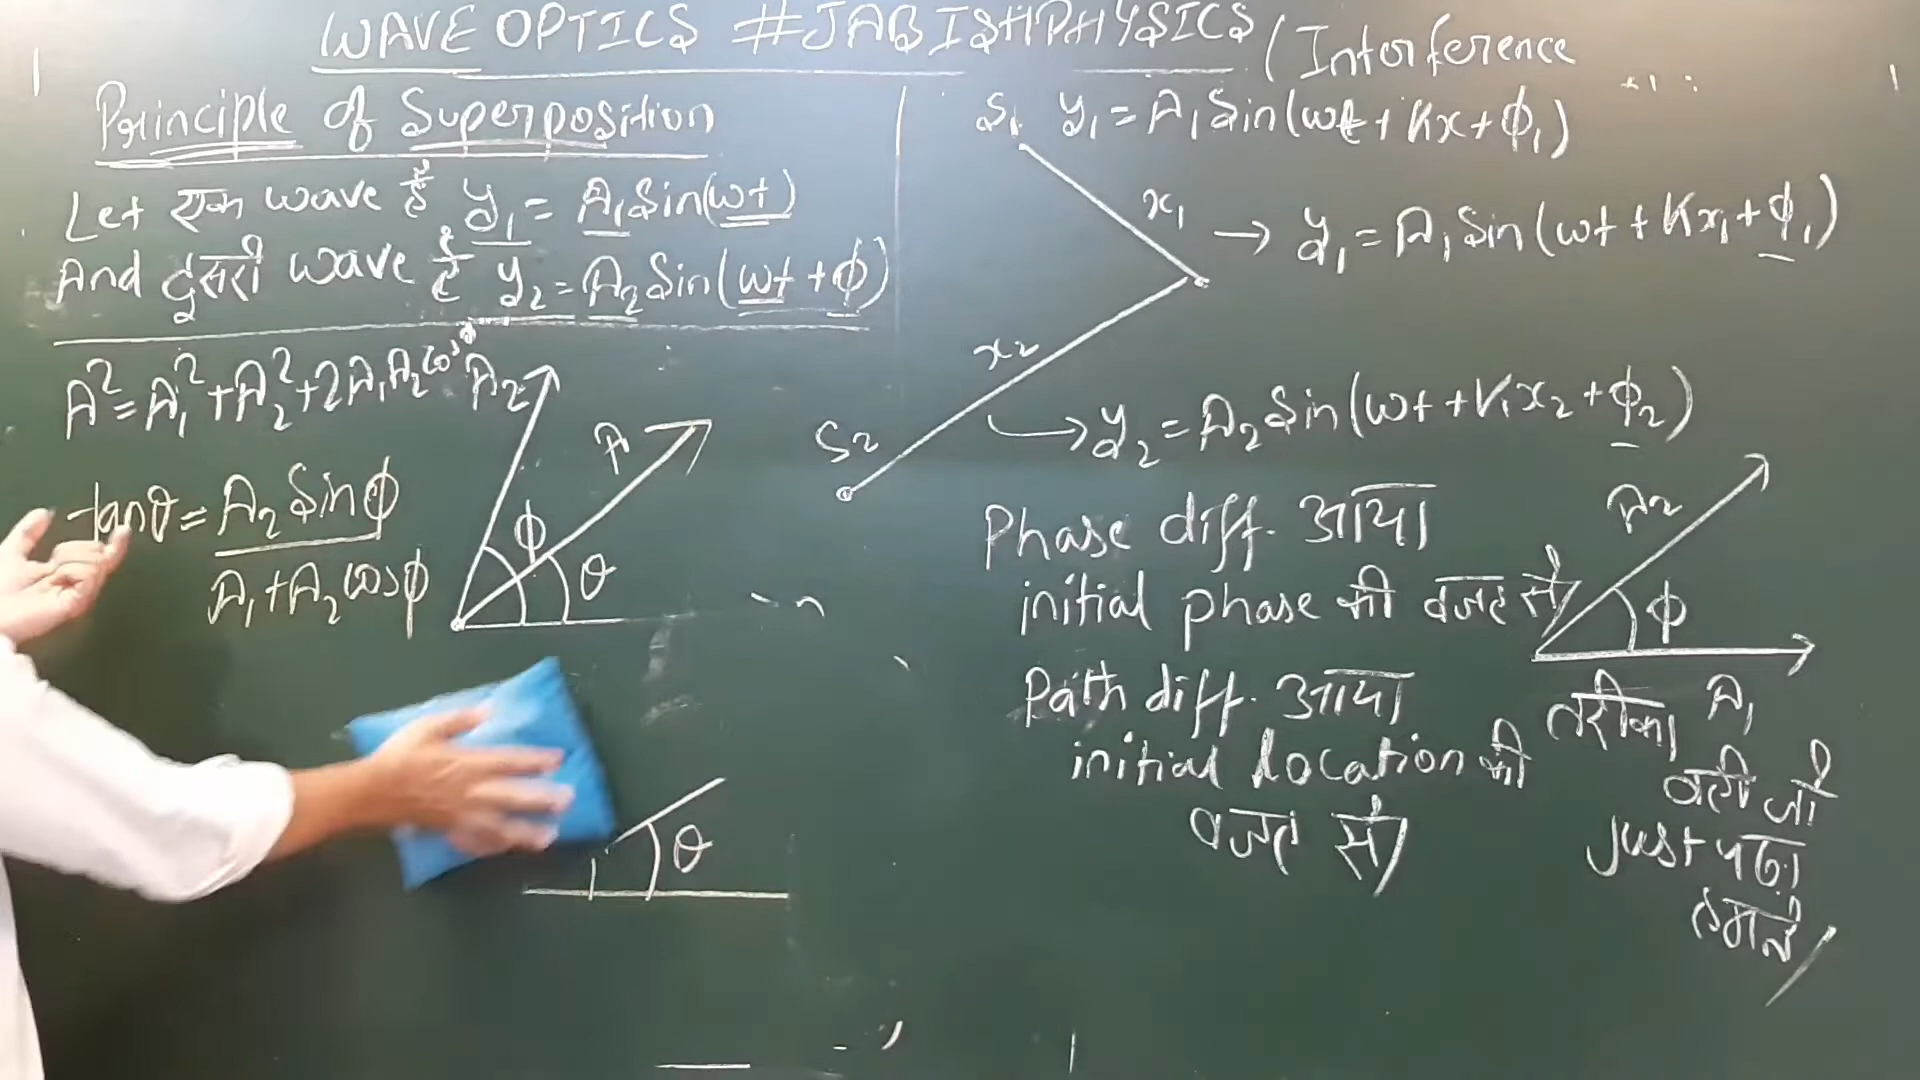 WAVE OPTICS #JABISHPHYSICS (Interference
Principle of Superposition
Let एक wave है y₁ = A₁ Sin(ωt)
And दुसरी wave है y₂ = A₂ Sin(ωt + ϕ)
A² = A₁² + A₂² + 2A₁A₂ cos
tanθ = A₂ Sinϕ
A₁ + A₂ cosϕ
A₂
A
ϕ
θ
θ
S₁ y₁ = A₁ Sin(ωt + Kx + ϕ₁)
x₁ → y₁ = A₁ Sin(ωt + Kx₁ + ϕ₁)
x₂
S₂
→ y₂ = A₂ Sin(ωt + Kx₂ + ϕ₂)
Phase diff. आया
initial phase की वजह से/
Path diff. आया
initial location की
वजह से/
A₂
ϕ
A₁
तरीका
वही जो
just पढ़ा
हमने/